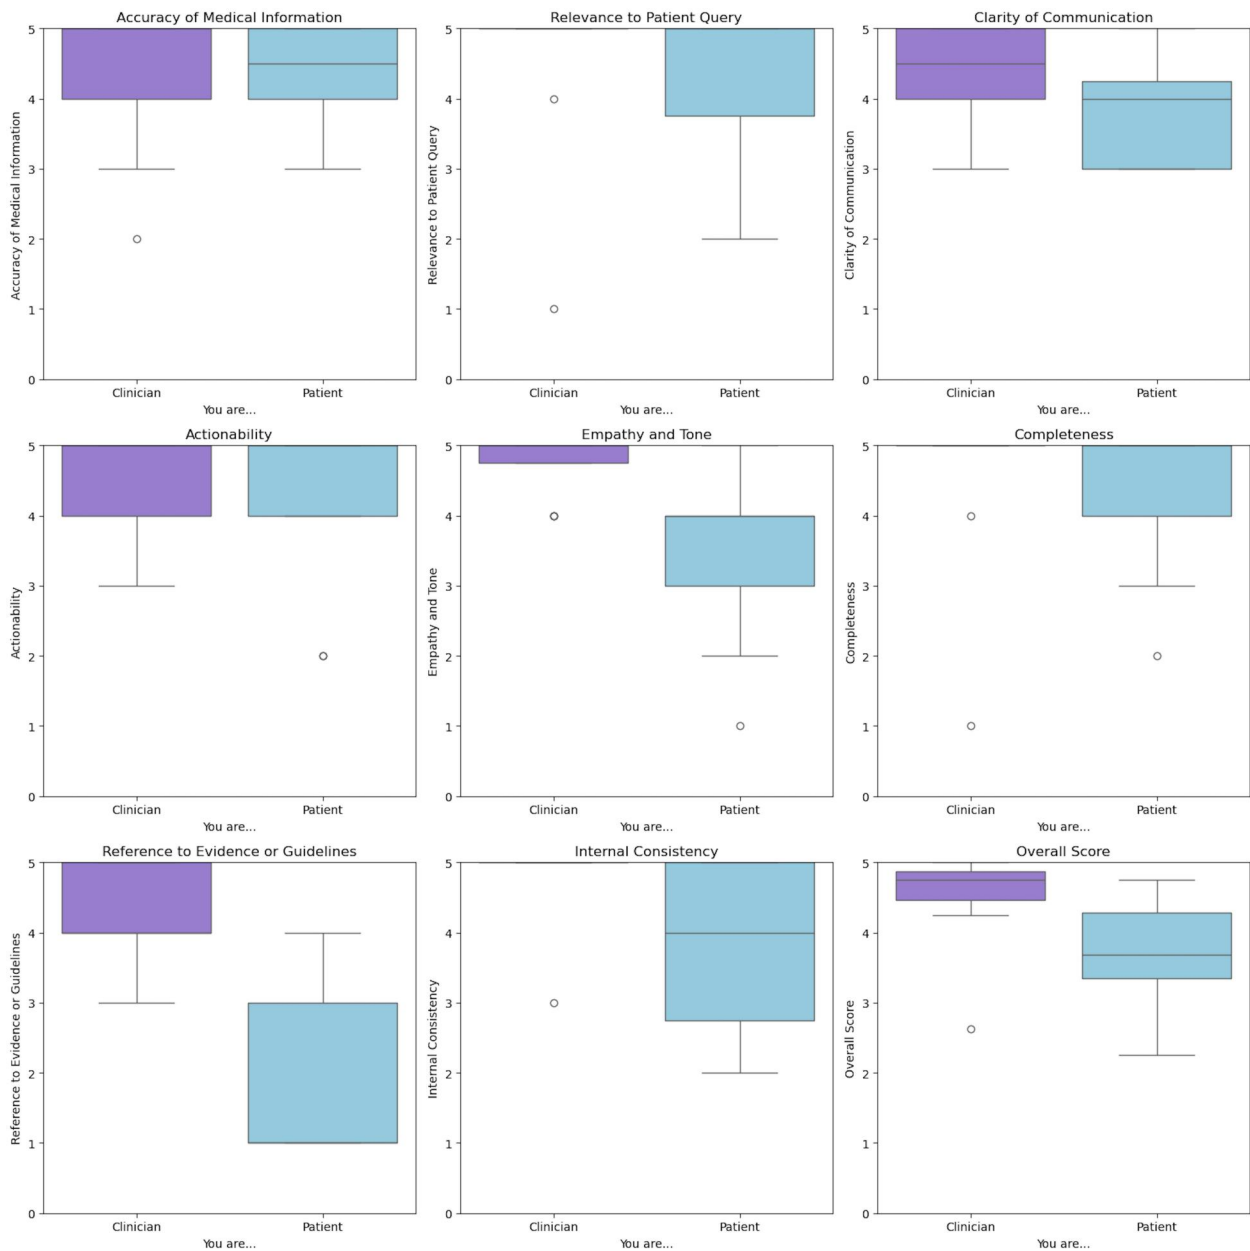 Accuracy of Medical Information
Accuracy of Medical Information
5
4
3
2
1
0
Clinician Patient
You are...
Relevance to Patient Query
Relevance to Patient Query
5
4
3
2
1
0
Clinician Patient
You are...
Clarity of Communication
Clarity of Communication
5
4
3
2
1
0
Clinician Patient
You are...
Actionability
Actionability
5
4
3
2
1
0
Clinician Patient
You are...
Empathy and Tone
Empathy and Tone
5
4
3
2
1
0
Clinician Patient
You are...
Completeness
Completeness
5
4
3
2
1
0
Clinician Patient
You are...
Reference to Evidence or Guidelines
Reference to Evidence or Guidelines
5
4
3
2
1
0
Clinician Patient
You are...
Internal Consistency
Internal Consistency
5
4
3
2
1
0
Clinician Patient
You are...
Overall Score
Overall Score
5
4
3
2
1
0
Clinician Patient
You are...